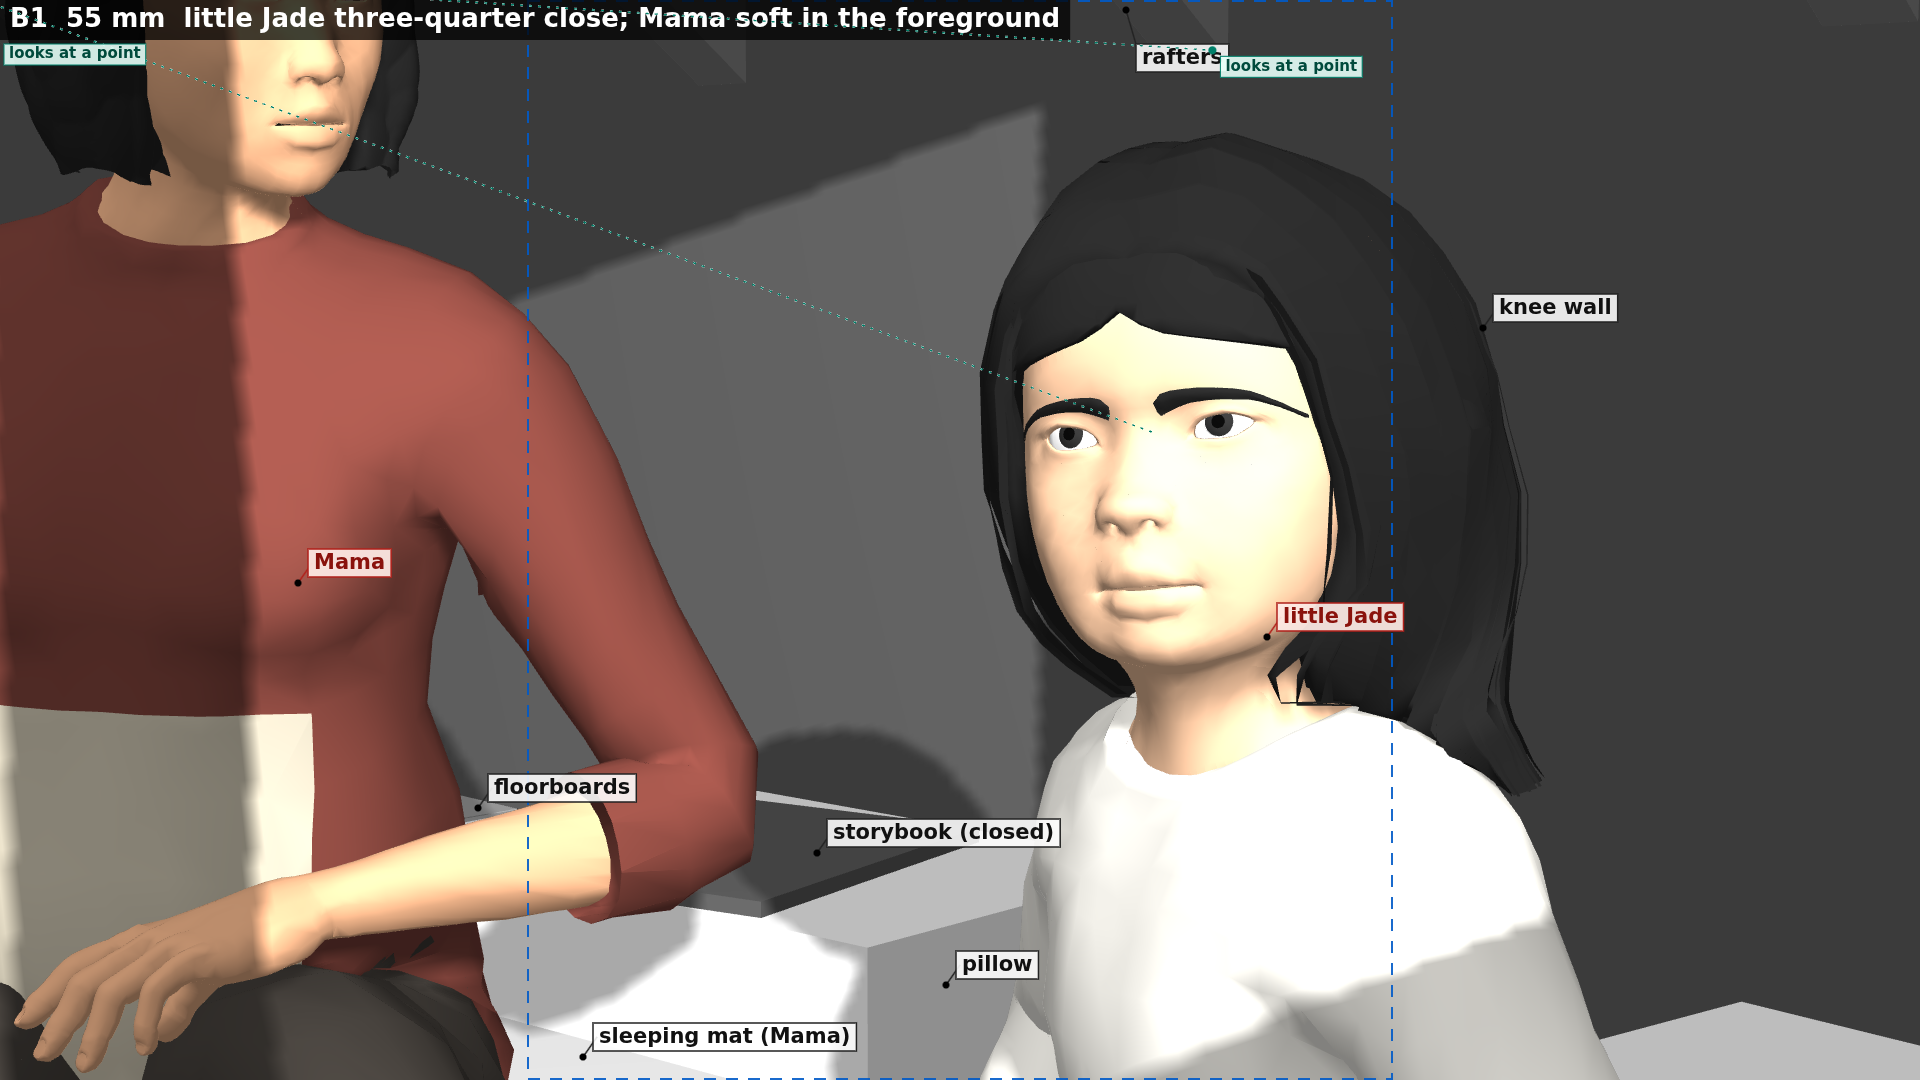 B1  55 mm  little Jade three-quarter close; Mama soft in the foreground
looks at a point
rafters
looks at a point
knee wall
Mama
little Jade
floorboards
storybook (closed)
pillow
sleeping mat (Mama)